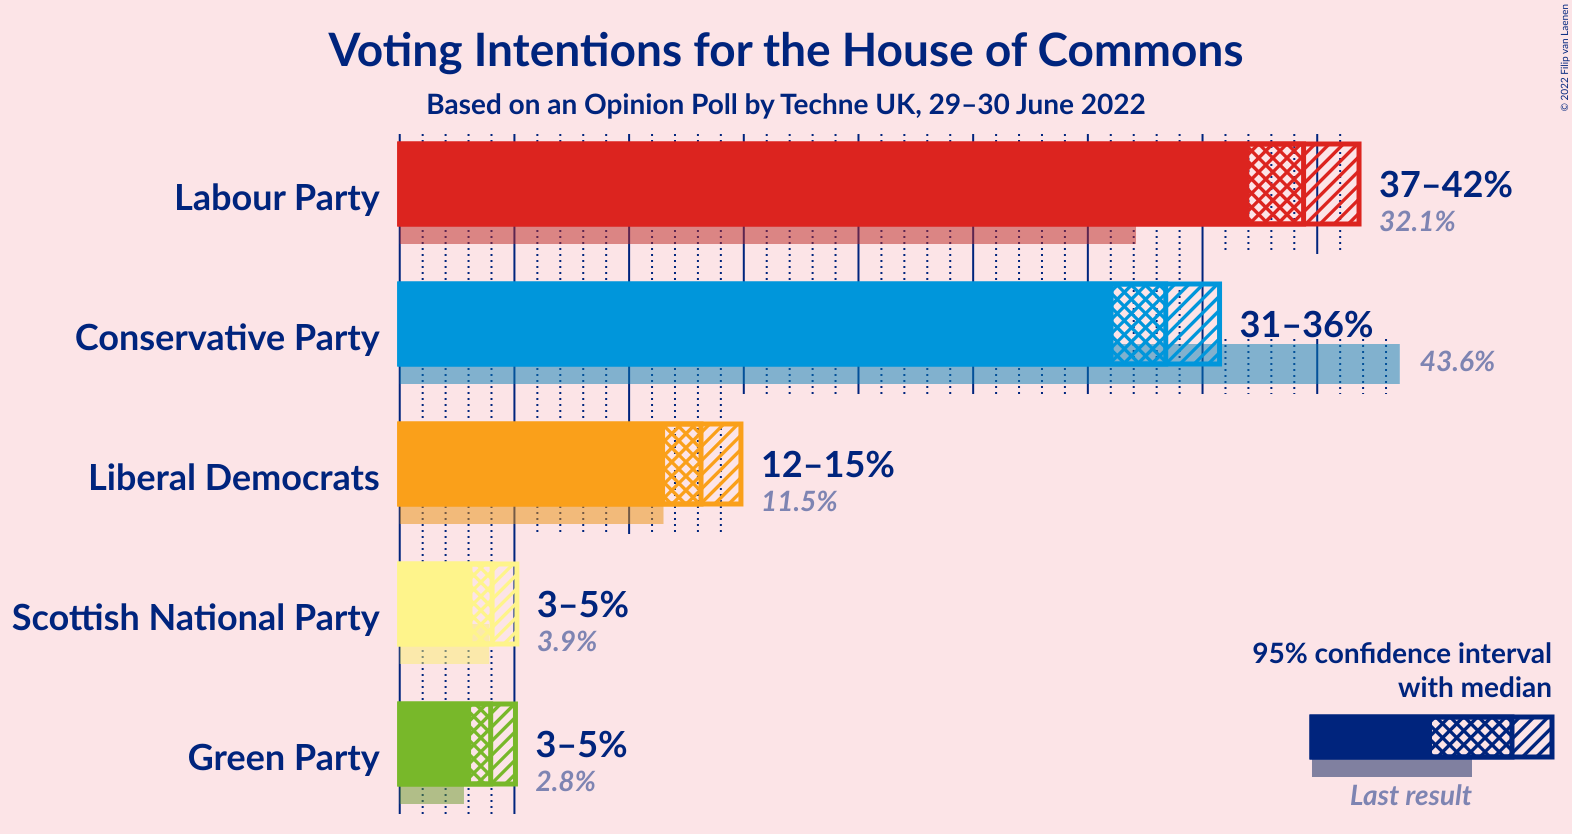 Voting Intentions for the House of Commons
Based on an Opinion Poll by Techne UK, 29–30 June 2022
© 2022 Filip van Laenen
Labour Party
37–42%
32.1%
Conservative Party
31–36%
43.6%
Liberal Democrats
12–15%
11.5%
Scottish National Party
3–5%
3.9%
Green Party
3–5%
2.8%
95% confidence interval
with median
Last result